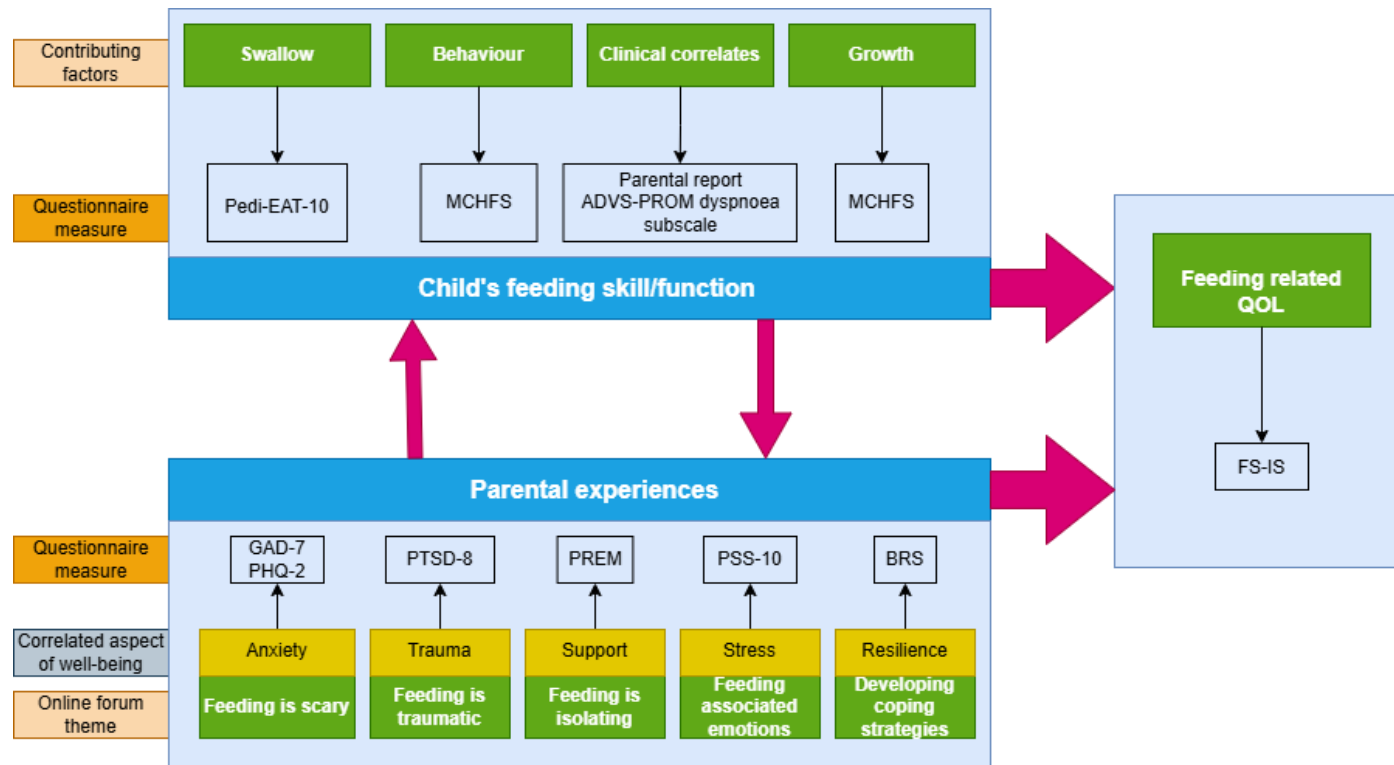 Contributing
factors
Swallow
Behaviour
Clinical correlates
Growth
Questionnaire
measure
Pedi-EAT-10
MCHFS
Parental report
ADVS-PROM dyspnoea
subscale
MCHFS
Child's feeding skill/function
Feeding related
QOL
FS-IS
Parental experiences
Questionnaire
measure
GAD-7
PHQ-2
PTSD-8
PREM
PSS-10
BRS
Correlated aspect
of well-being
Anxiety
Trauma
Support
Stress
Resilience
Online forum
theme
Feeding is scary
Feeding is
traumatic
Feeding is
isolating
Feeding
associated
emotions
Developing
coping
strategies